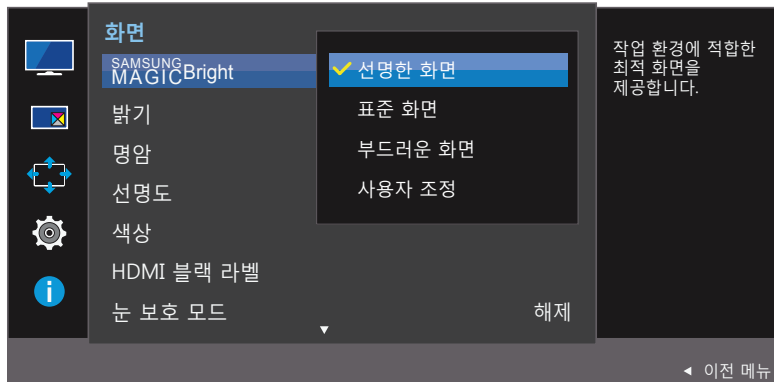 화면
SAMSUNG
MAGICBright
밝기
명암
선명도
색상
HDMI 블랙 라벨
눈 보호 모드
해제
선명한 화면
표준 화면
부드러운 화면
사용자 조정
작업 환경에 적합한
최적 화면을
제공합니다.
이전 메뉴